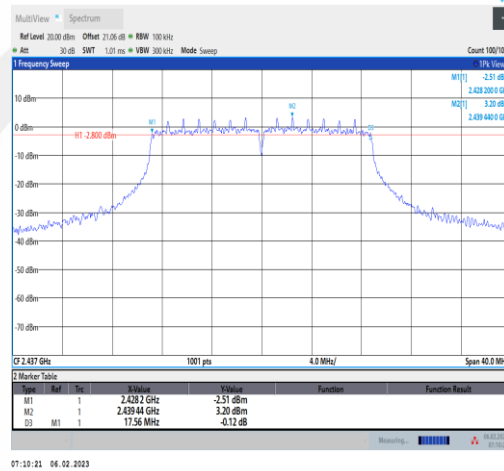 MultiView Spectrum
Ref Level 20.00 dBm Offset 21.06 dB RBW 100 kHz
Att 30 dB SWT 1.01 ms VBW 300 kHz Mode Sweep Count 100/10
1 Frequency Sweep 1Pk View
M1[1] -2.51 dB
2.428 200 0 G
M2[1] 3.20 dB
2.439 440 0 G
10 dBm
M2
M1
0 dBm
H1 -2.800 dBm
-10 dBm
-20 dBm
-30 dBm
-40 dBm
-50 dBm
-60 dBm
-70 dBm
CF 2.437 GHz 1001 pts 4.0 MHz/ Span 40.0 MH
2 Marker Table
Type Ref Trc X-Value Y-Value Function Function Result
M1 1 2.4282 GHz -2.51 dBm
M2 1 2.43944 GHz 3.20 dBm
D3 M1 1 17.56 MHz -0.12 dB
Measuring...
07:10:21 06.02.2023